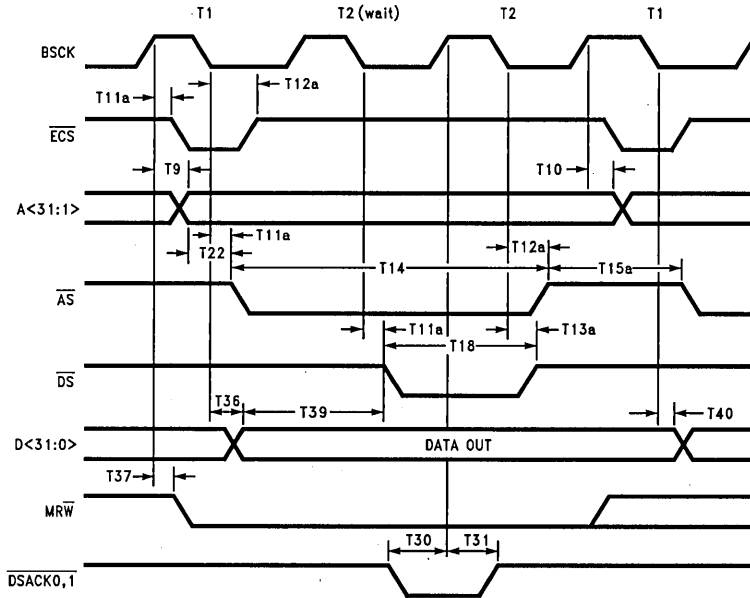 T1 T2 (wait) T2 T1
BSCK
T11a T12a
ECS
T9 T10
A<31:1>
T11a T12a
T22 T14 T15a
AS
T11a T13a
T18
DS
T36 T39 T40
D<31:0> DATA OUT
T37
MRW
T30 T31
DSACK0,1